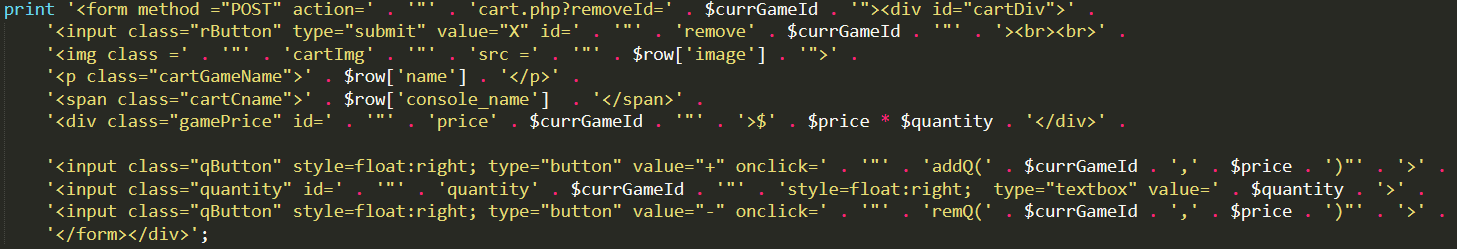 print '<form method ="POST" action=' . '"' . 'cart.php?removeId=' . $currGameId . '"><div id="cartDiv">' .
'<input class="rButton" type="submit" value="X" id=' . '"' . 'remove' . $currGameId . '"' . '><br><br>' .
'<img class =' . '"' . 'cartImg' . '"' . 'src =' . '"' . $row['image'] . '">' .
'<p class="cartGameName">' . $row['name'] . '</p>' .
'<span class="cartCname">' . $row['console_name']  . '</span>' .
'<div class="gamePrice" id=' . '"' . 'price' . $currGameId . '"' . '>$' . $price * $quantity . '</div>' .
'<input class="qButton" style=float:right; type="button" value="+" onclick=' . '"' . 'addQ(' . $currGameId . ',' . $price . ')"' . '>' .
'<input class="quantity" id=' . '"' . 'quantity' . $currGameId . '"' . 'style=float:right;  type="textbox" value=' . $quantity . '>' .
'<input class="qButton" style=float:right; type="button" value="-" onclick=' . '"' . 'remQ(' . $currGameId . ',' . $price . ')"' . '>' .
'</form></div>';